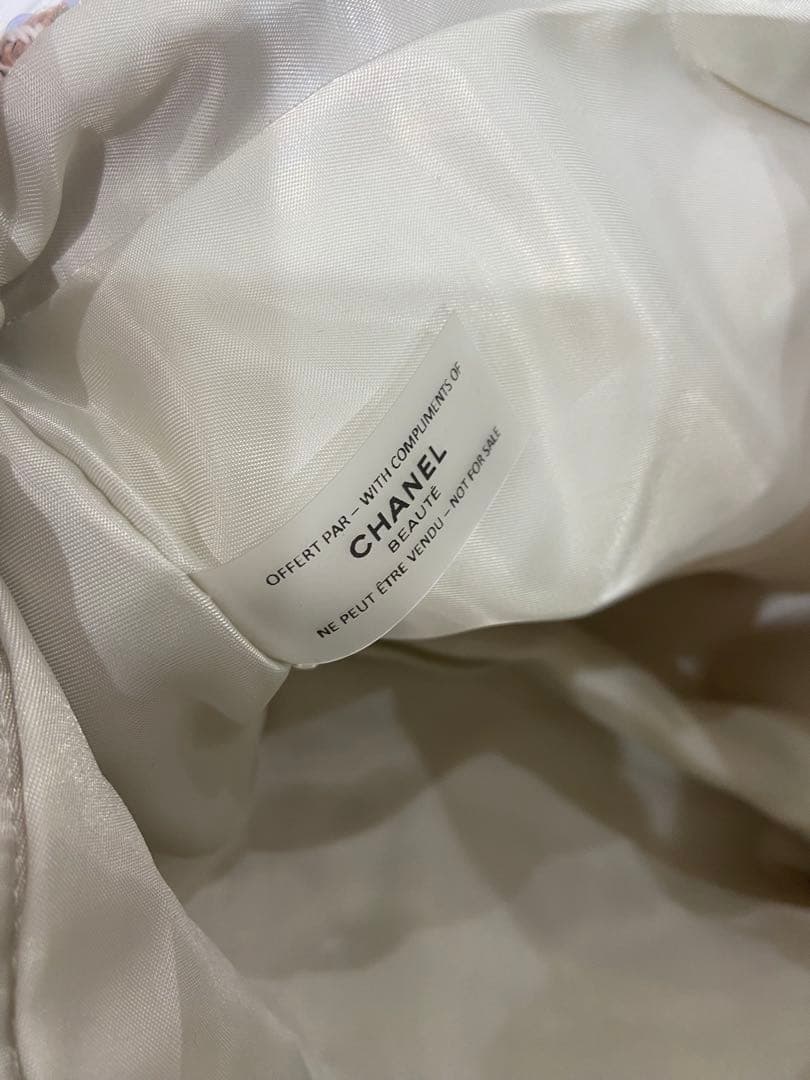 OFFERT PAR – WITH COMPLIMENTS OF
CHANEL
BEAUTÉ
NE PEUT ÊTRE VENDU – NOT FOR SALE